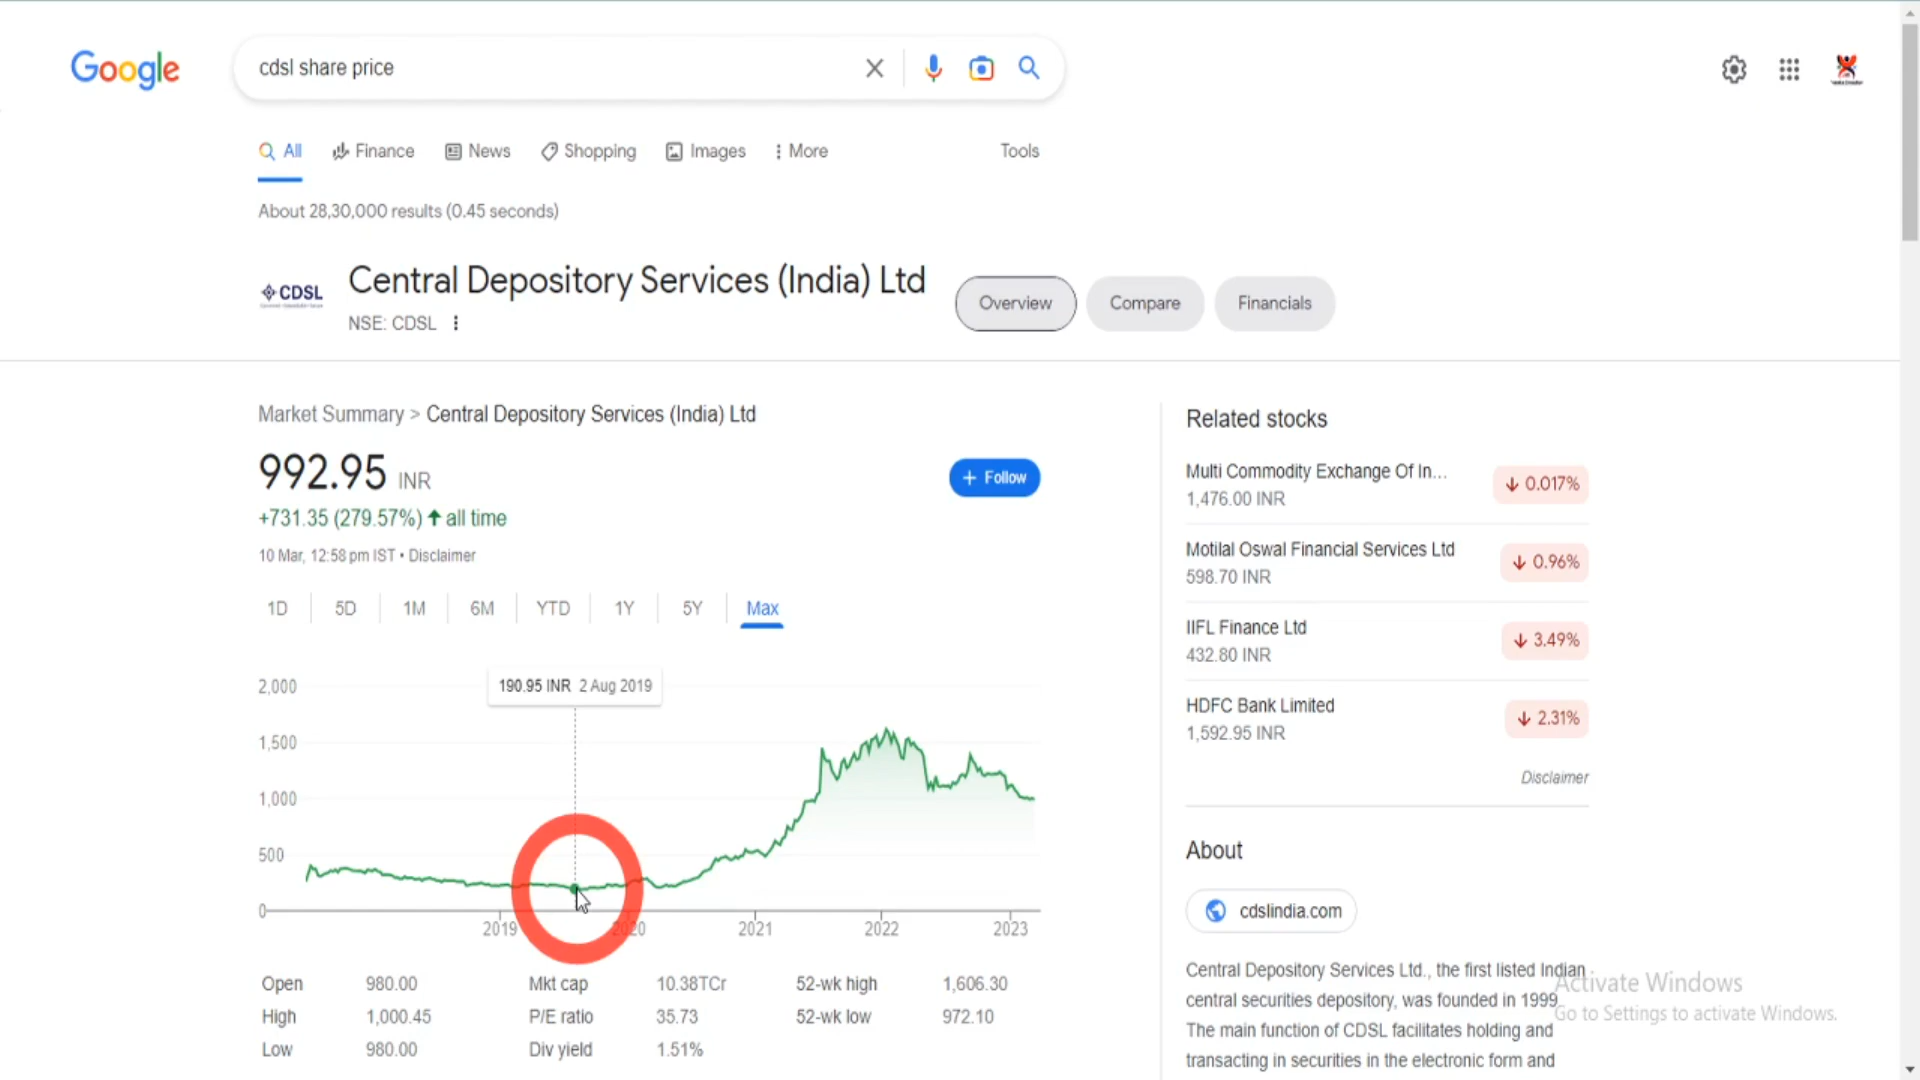 Google
cdsl share price
All Finance News Shopping Images More Tools
About 28,30,000 results (0.45 seconds)
CDSL
Central Depository Services (India) Ltd
NSE: CDSL
Overview Compare Financials
Market Summary > Central Depository Services (India) Ltd
992.95 INR
+ Follow
+731.35 (279.57%) ↑ all time
10 Mar, 12:58 pm IST • Disclaimer
1D 5D 1M 6M YTD 1Y 5Y Max
190.95 INR 2 Aug 2019
2,000
1,500
1,000
500
0
2019 2020 2021 2022 2023
Open 980.00 Mkt cap 10.38TCr 52-wk high 1,606.30
High 1,000.45 P/E ratio 35.73 52-wk low 972.10
Low 980.00 Div yield 1.51%
Related stocks
Multi Commodity Exchange Of In...
1,476.00 INR
↓ 0.017%
Motilal Oswal Financial Services Ltd
598.70 INR
↓ 0.96%
IIFL Finance Ltd
432.80 INR
↓ 3.49%
HDFC Bank Limited
1,592.95 INR
↓ 2.31%
Disclaimer
About
cdslindia.com
Central Depository Services Ltd., the first listed Indian
central securities depository, was founded in 1999.
The main function of CDSL facilitates holding and
transacting in securities in the electronic form and
Activate Windows
Go to Settings to activate Windows.